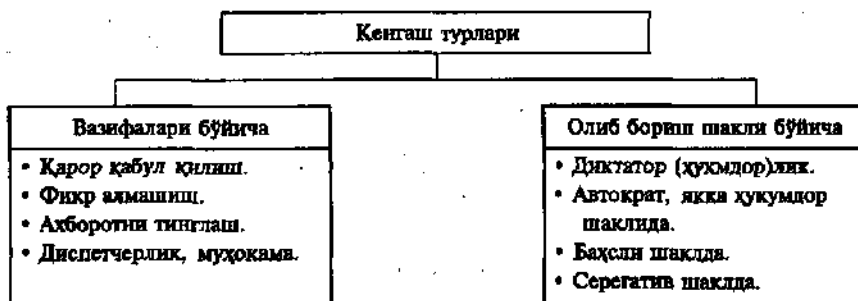 Кенгаш турлари
Вазифалари бўйича
• Қарор қабул қилиш.
• Фикр алмашиш.
• Ахборотни тинглаш.
• Диспетчерлик, муҳокама.
Олиб бориш шакли бўйича
• Диктатор (ҳукмдор)лик.
• Автократ, якка ҳукумдор
шаклида.
• Баҳсли шаклда.
• Серегатив шаклда.